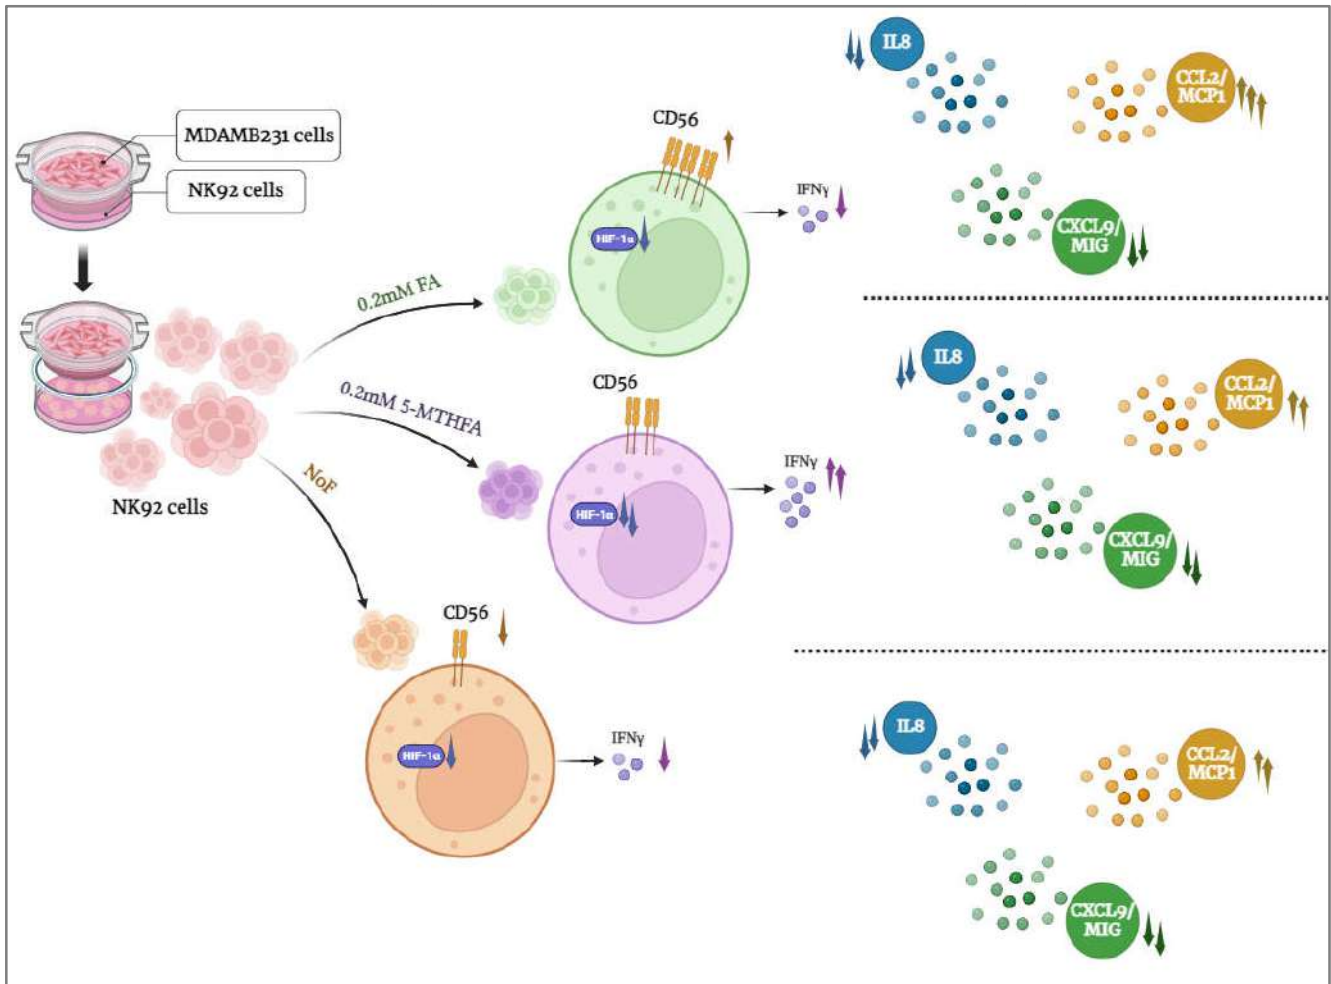 MDAMB231 cells
NK92 cells
NK92 cells
0.2mM FA
CD56
HIF-1α
IFNγ
IL8
CCL2/
MCP1
CXCL9/
MIG
0.2mM 5-MTHFA
CD56
HIF-1α
IFNγ
IL8
CCL2/
MCP1
CXCL9/
MIG
NoF
CD56
HIF-1α
IFNγ
IL8
CCL2/
MCP1
CXCL9/
MIG